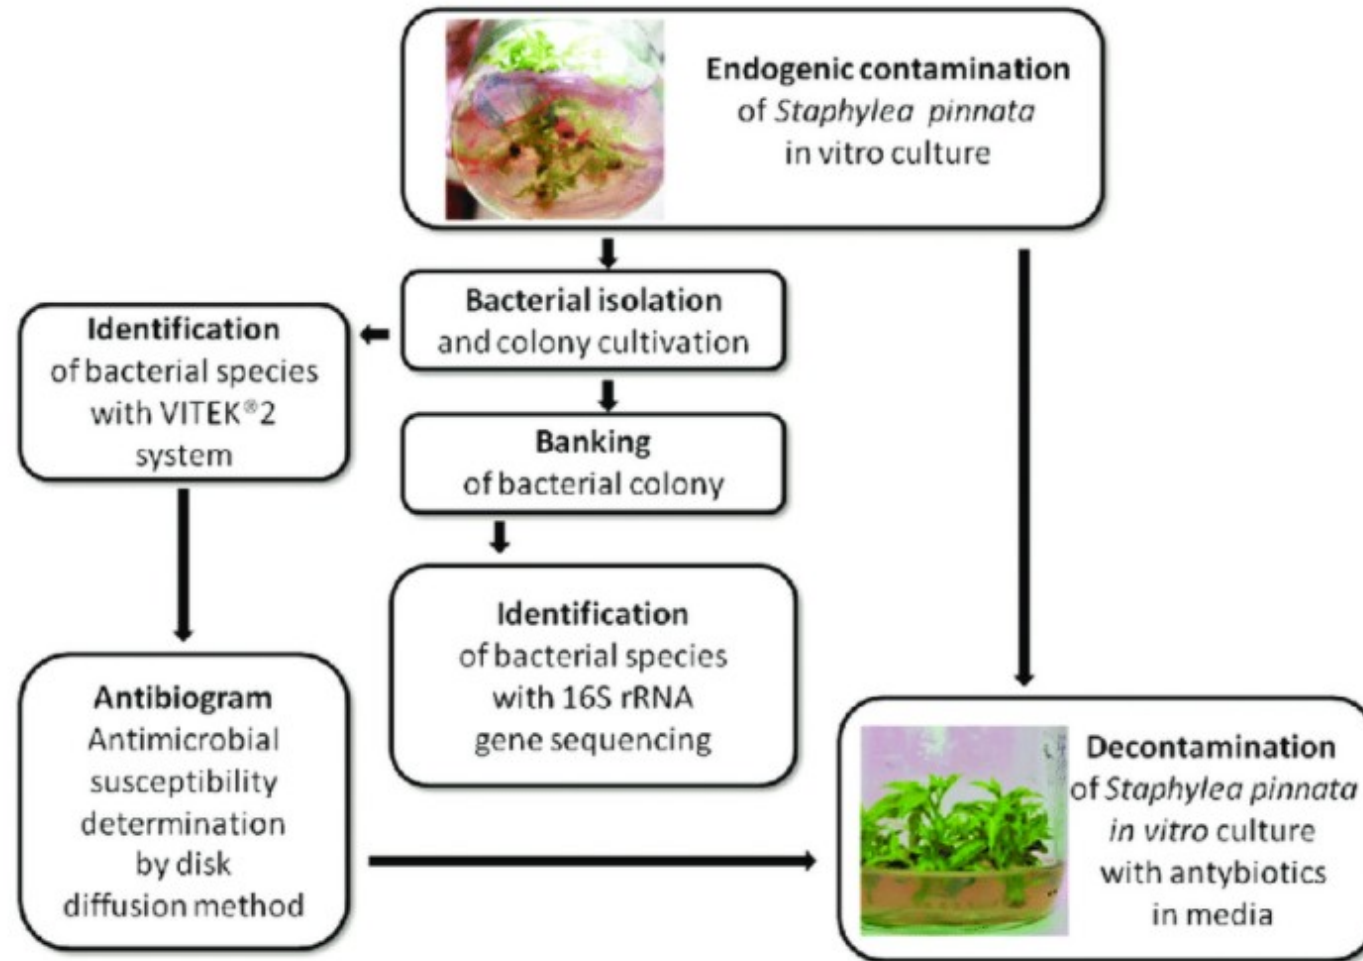 Endogenic contamination
of Staphylea pinnata
in vitro culture
Bacterial isolation
and colony cultivation
Identification
of bacterial species
with VITEK®2
system
Banking
of bacterial colony
Identification
of bacterial species
with 16S rRNA
gene sequencing
Antibiogram
Antimicrobial
susceptibility
determination
by disk
diffusion method
Decontamination
of Staphylea pinnata
in vitro culture
with antybiotics
in media